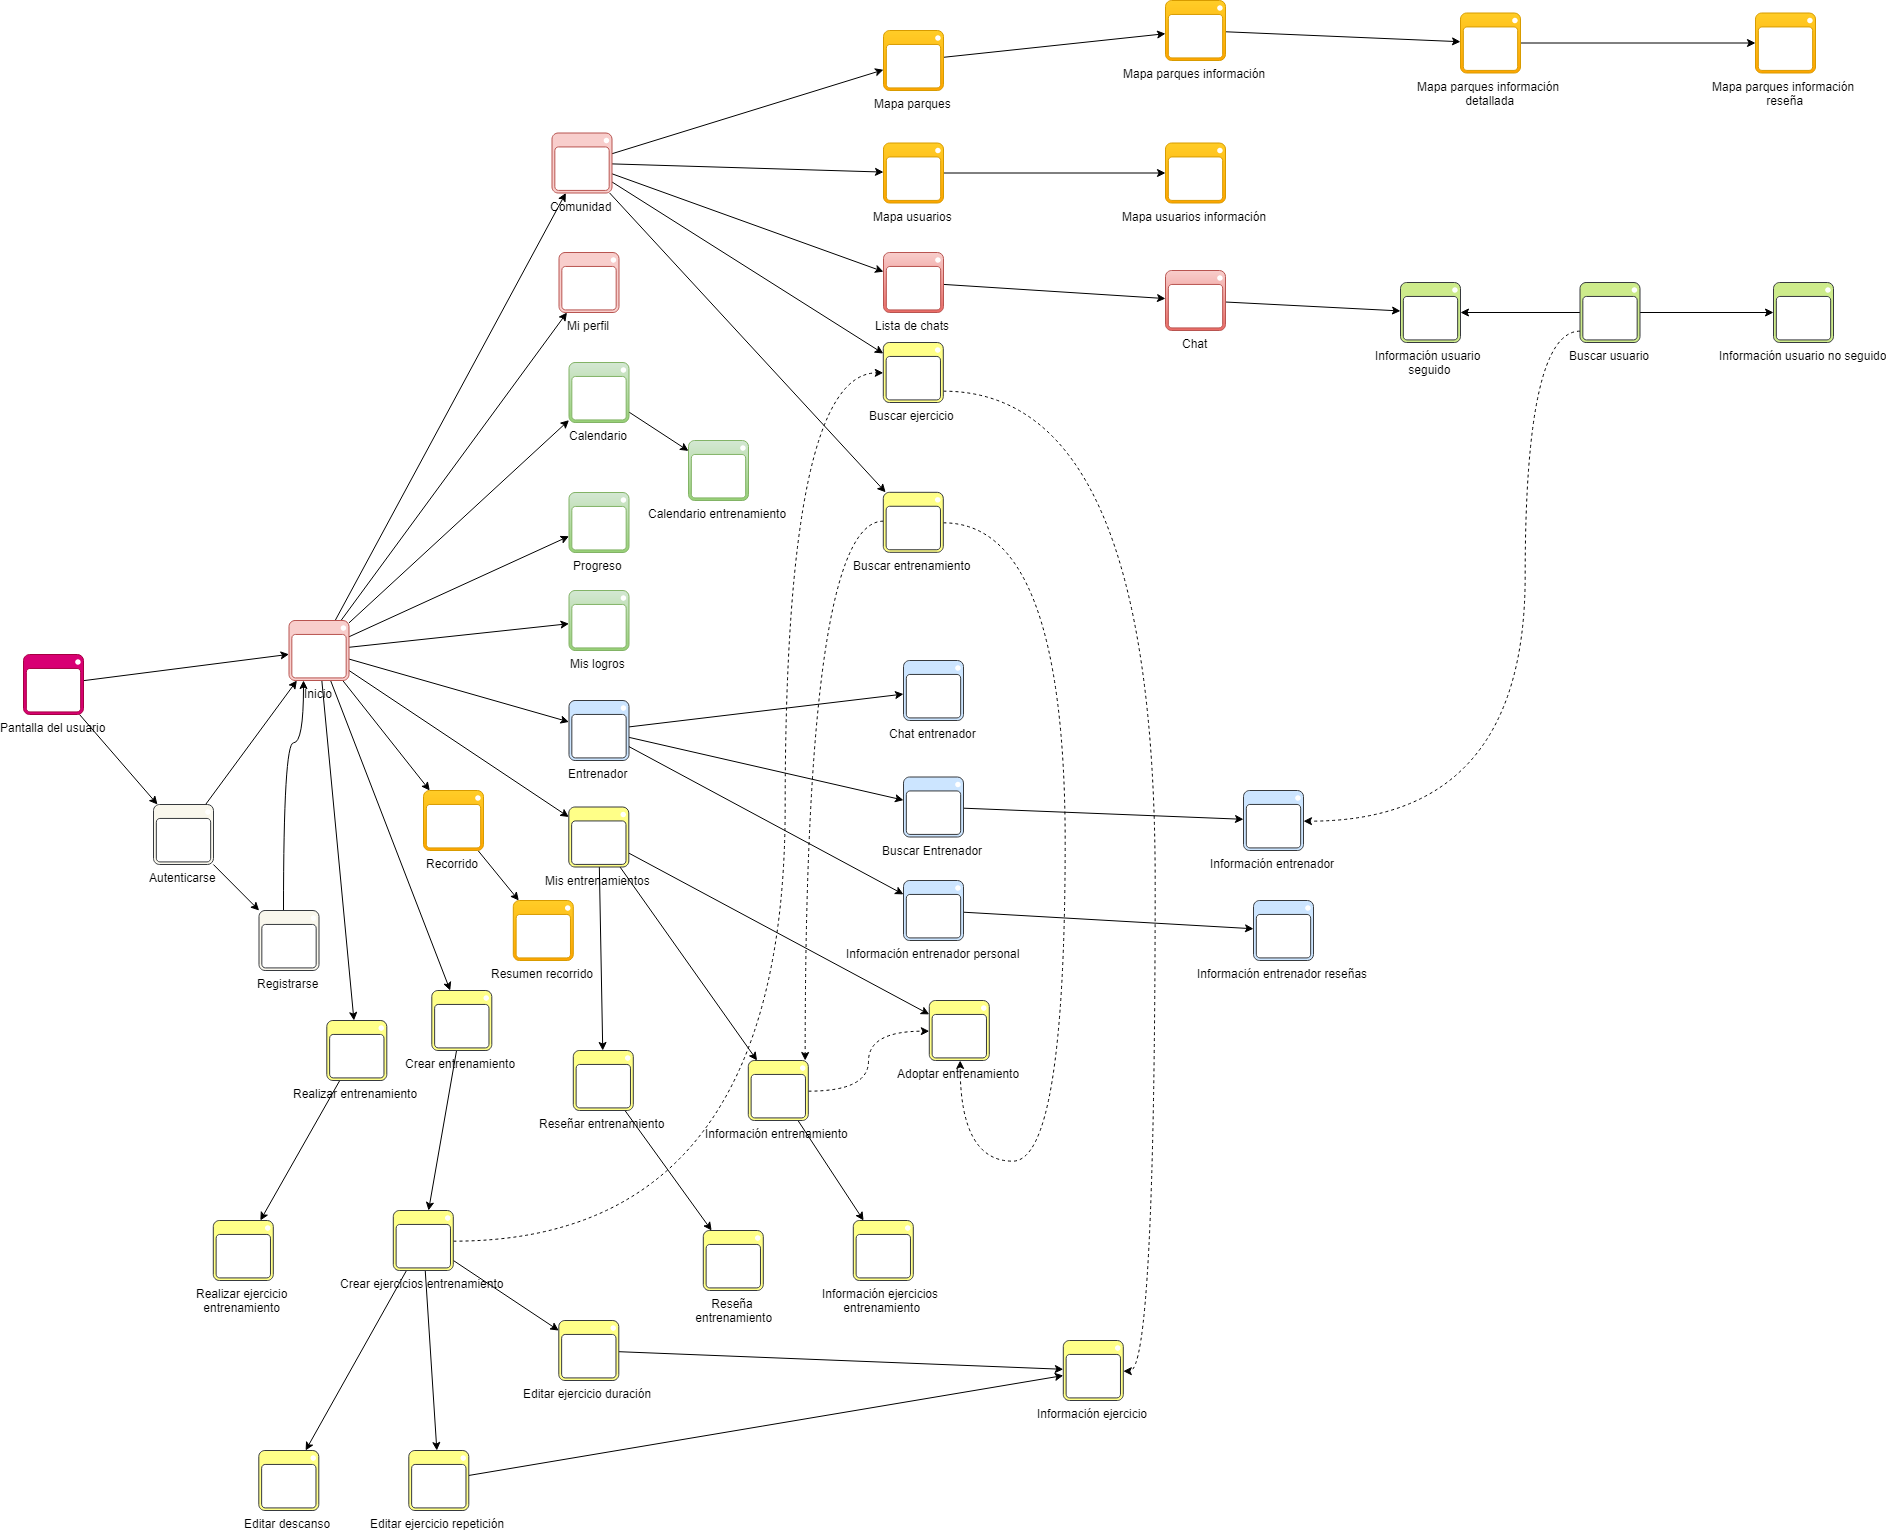 Mapa parques información
Mapa parques información
detallada
Mapa parques información
reseña
Mapa parques
Comunidad
Mapa usuarios
Mapa usuarios información
Mi perfil
Lista de chats
Chat
Información usuario
seguido
Buscar usuario
Información usuario no seguido
Calendario
Buscar ejercicio
Calendario entrenamiento
Progreso
Buscar entrenamiento
Mis logros
Inicio
Pantalla del usuario
Chat entrenador
Entrenador
Buscar Entrenador
Información entrenador
Recorrido
Autenticarse
Mis entrenamientos
Información entrenador personal
Información entrenador reseñas
Resumen recorrido
Registrarse
Crear entrenamiento
Adoptar entrenamiento
Realizar entrenamiento
Reseñar entrenamiento
Información entrenamiento
Crear ejercicios entrenamiento
Realizar ejercicio
entrenamiento
Reseña
entrenamiento
Información ejercicios
entrenamiento
Editar ejercicio duración
Información ejercicio
Editar descanso
Editar ejercicio repetición